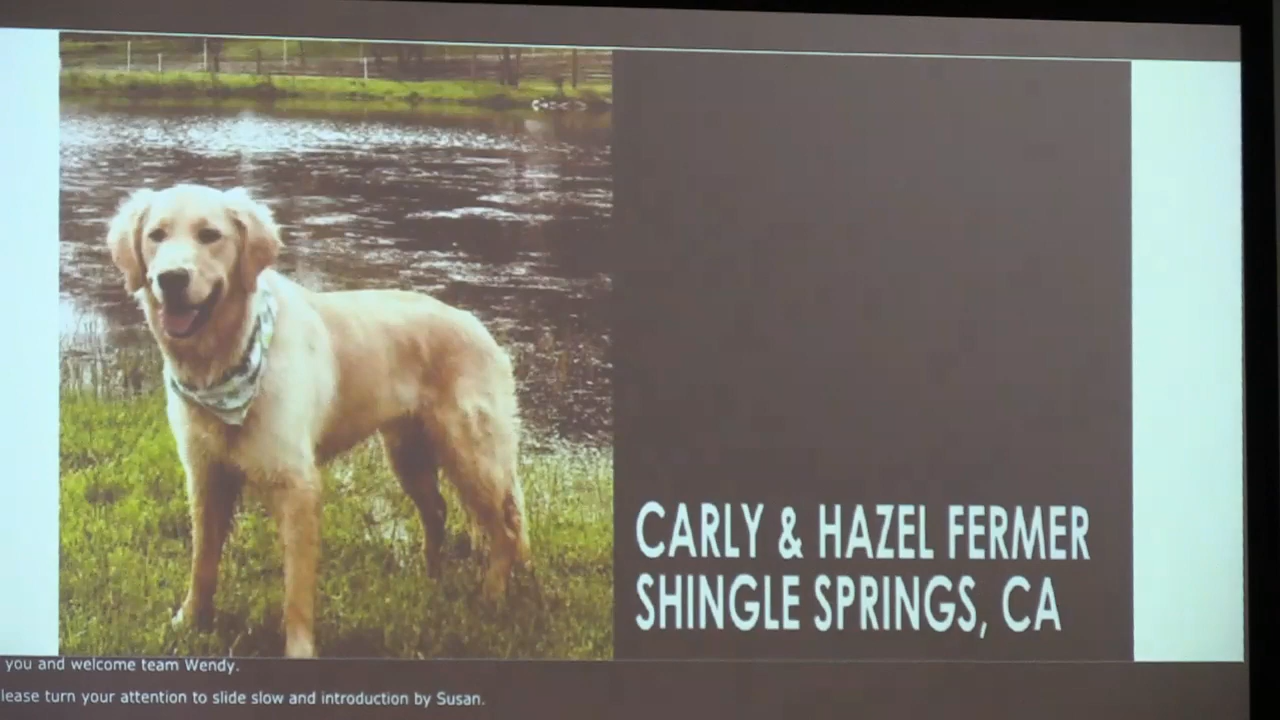 CARLY & HAZEL FERMER
SHINGLE SPRINGS, CA
you and welcome team Wendy.
lease turn your attention to slide slow and introduction by Susan.